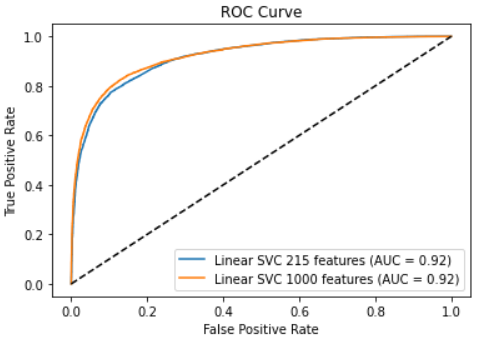 ROC Curve
True Positive Rate
1.0
0.8
0.6
0.4
0.2
0.0
Linear SVC 215 features (AUC = 0.92)
Linear SVC 1000 features (AUC = 0.92)
0.0 0.2 0.4 0.6 0.8 1.0
False Positive Rate